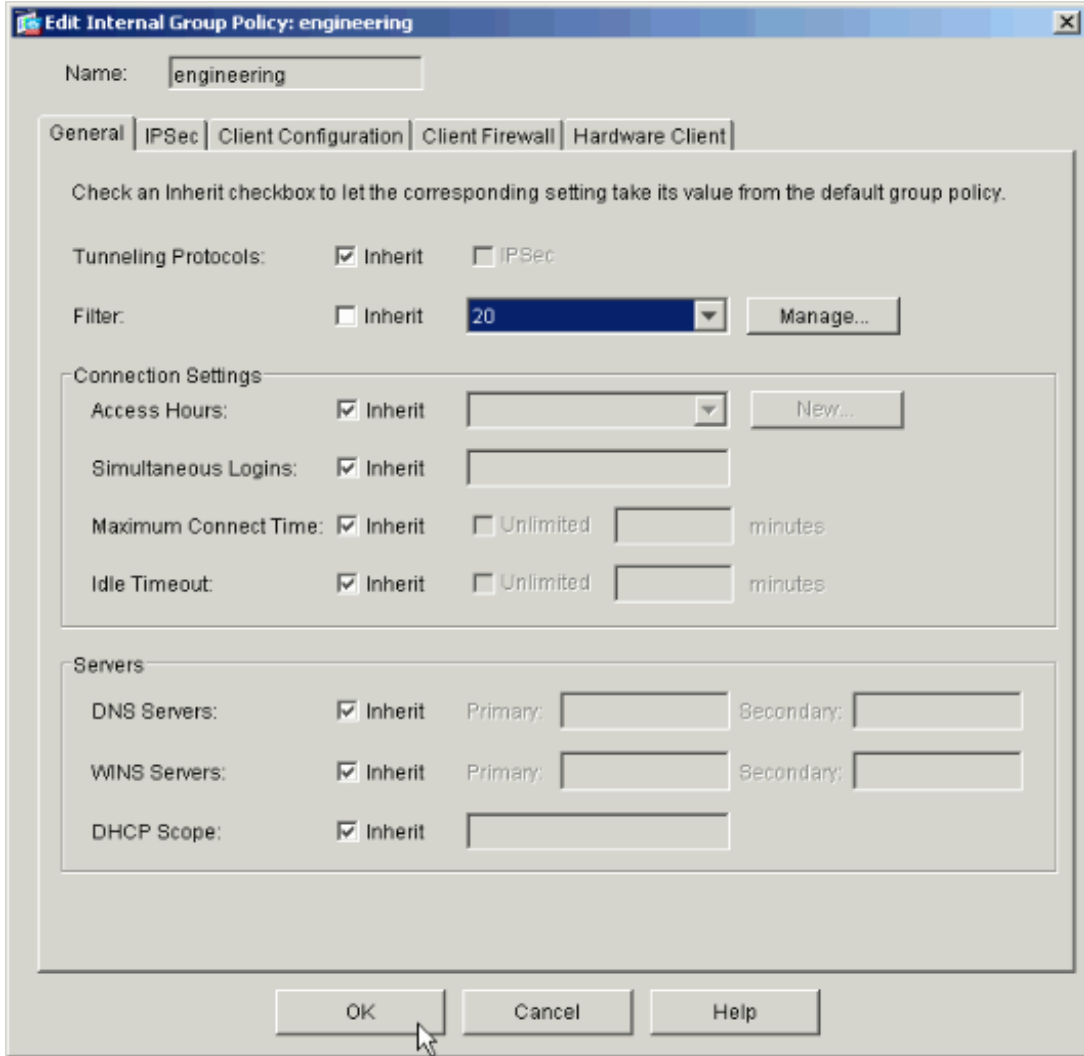 Edit Internal Group Policy: engineering
Name: engineering
General IPSec Client Configuration Client Firewall Hardware Client
Check an Inherit checkbox to let the corresponding setting take its value from the default group policy.
Tunneling Protocols: Inherit IPSec
Filter: Inherit 20 Manage...
Connection Settings
Access Hours: Inherit New...
Simultaneous Logins: Inherit
Maximum Connect Time: Inherit Unlimited minutes
Idle Timeout: Inherit Unlimited minutes
Servers
DNS Servers: Inherit Primary: Secondary:
WINS Servers: Inherit Primary: Secondary:
DHCP Scope: Inherit
OK Cancel Help